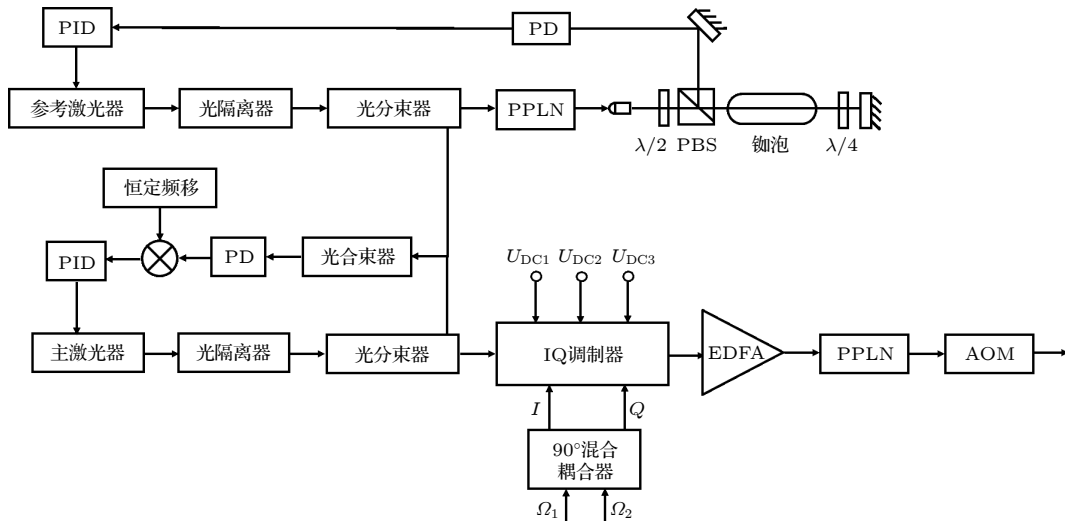 PID
PD
参考激光器
光隔离器
光分束器
PPLN
λ/2
PBS
铷泡
λ/4
恒定频移
PID
PD
光合束器
U_DC1
U_DC2
U_DC3
主激光器
光隔离器
光分束器
IQ调制器
EDFA
PPLN
AOM
I
Q
90°混合
耦合器
Ω1
Ω2